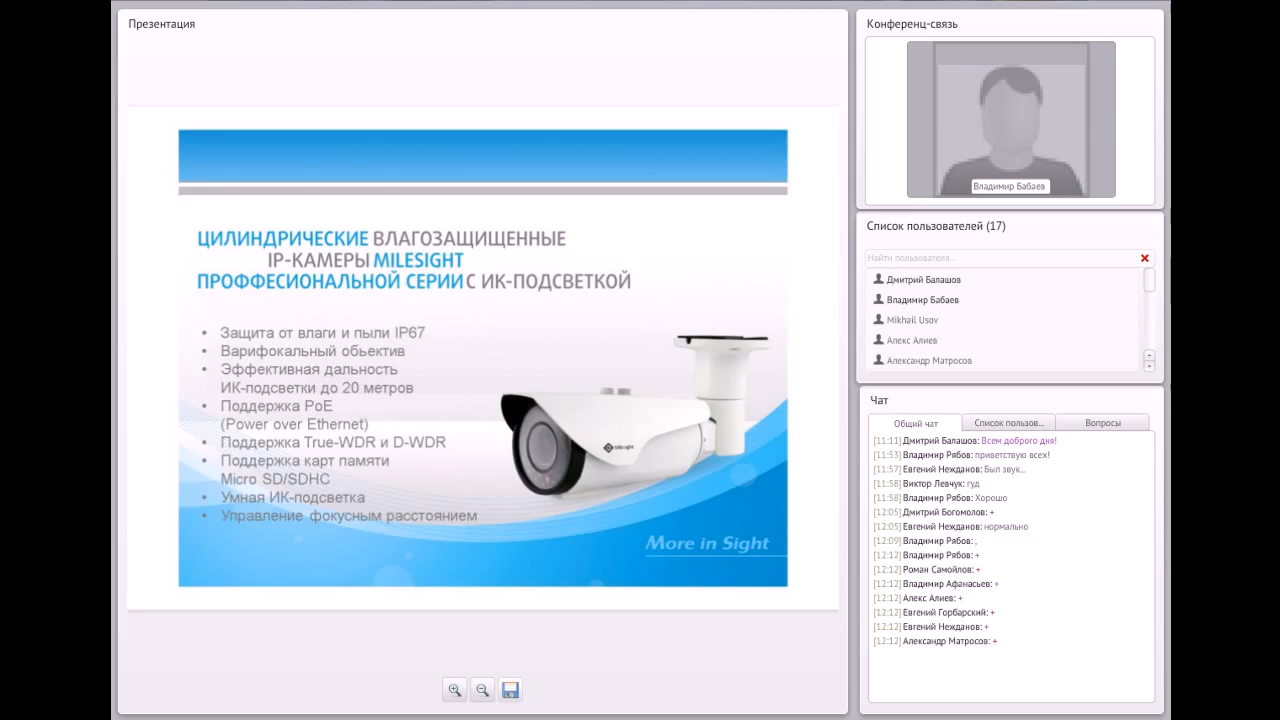 Презентация
ЦИЛИНДРИЧЕСКИЕ ВЛАГОЗАЩИЩЕННЫЕ
IP-КАМЕРЫ MILESIGHT
ПРОФФЕСИОНАЛЬНОЙ СЕРИИ С ИК-ПОДСВЕТКОЙ
• Защита от влаги и пыли IP67
• Варифокальный обьектив
• Эффективная дальность
ИК-подсветки до 20 метров
• Поддержка PoE
(Power over Ethernet)
• Поддержка True-WDR и D-WDR
• Поддержка карт памяти
Micro SD/SDHC
• Умная ИК-подсветка
• Управление фокусным расстоянием
milesight
More in Sight
Конференц-связь
Владимир Бабаев
Список пользователей (17)
Найти пользователя...
Дмитрий Балашов
Владимир Бабаев
Mikhail Usov
Алекс Алиев
Александр Матросов
Чат
Общий чат
Список пользов...
Вопросы
[11:11] Дмитрий Балашов: Всем доброго дня!
[11:53] Владимир Рябов: приветствую всех!
[11:57] Евгений Нежданов: Был звук...
[11:58] Виктор Левчук: гуд
[11:58] Владимир Рябов: Хорошо
[12:05] Дмитрий Богомолов: +
[12:05] Евгений Нежданов: нормально
[12:09] Владимир Рябов: ,
[12:12] Владимир Рябов: +
[12:12] Роман Самойлов: +
[12:12] Владимир Афанасьев: +
[12:12] Алекс Алиев: +
[12:12] Евгений Горбарский: +
[12:12] Евгений Нежданов: +
[12:12] Александр Матросов: +